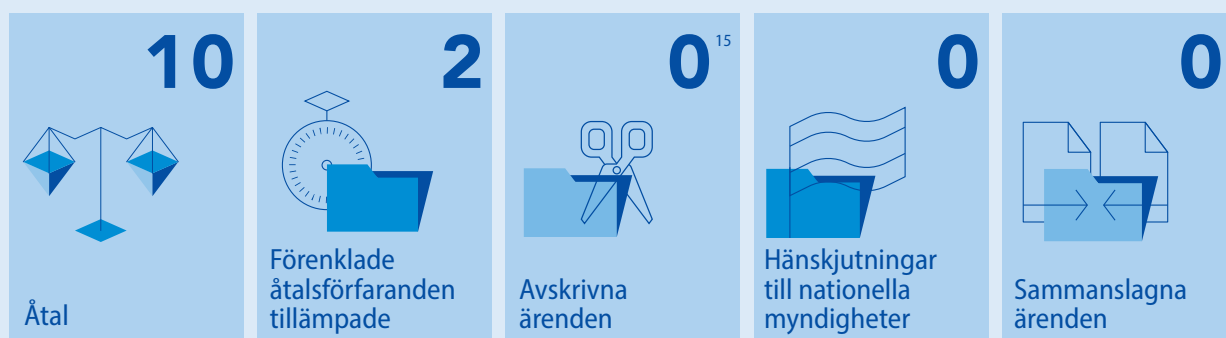 10
Åtal
2
Förenklade
åtalsförfaranden
tillämpade
0 15
Avskrivna
ärenden
0
Hänskjutningar
till nationella
myndigheter
0
Sammanslagna
ärenden